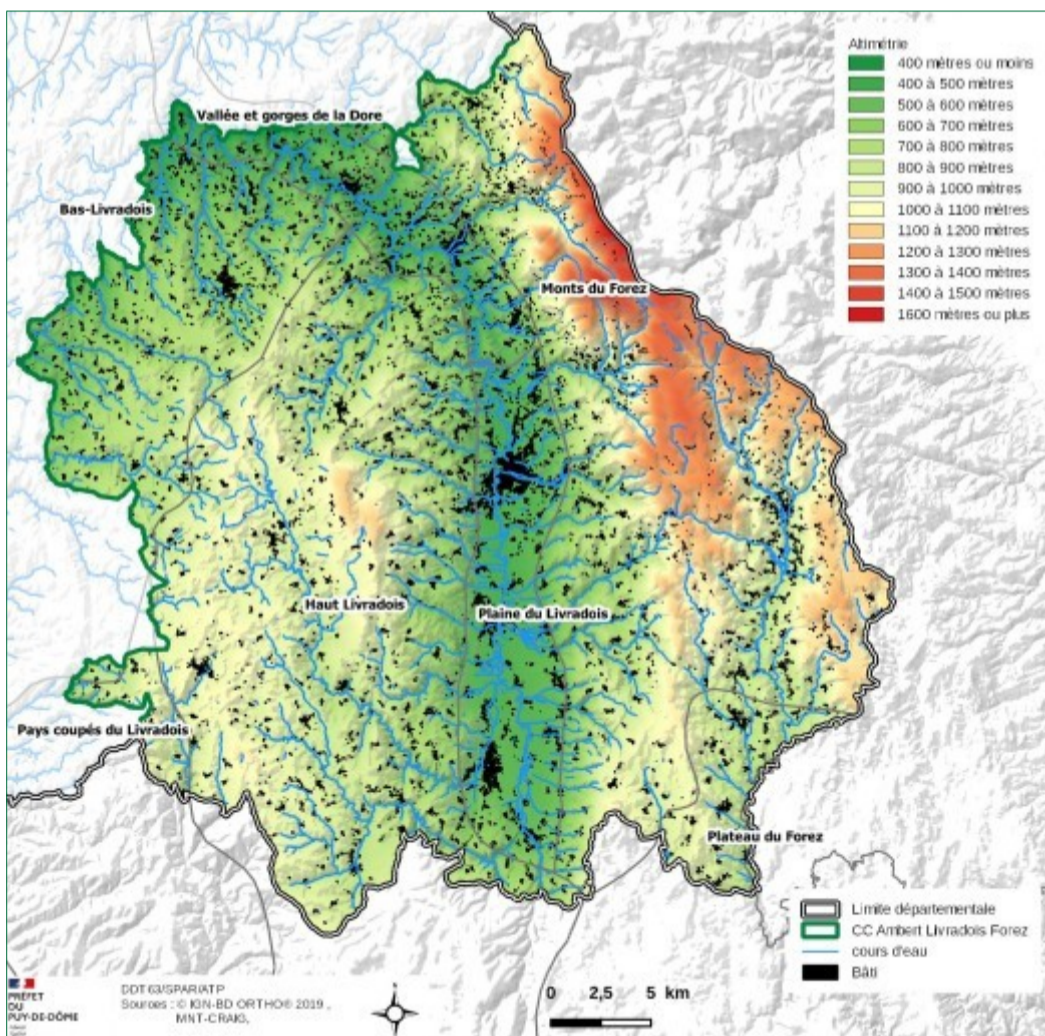 Altimétrie
400 mètres ou moins
400 à 500 mètres
500 à 600 mètres
600 à 700 mètres
700 à 800 mètres
800 à 900 mètres
900 à 1000 mètres
1000 à 1100 mètres
1100 à 1200 mètres
1200 à 1300 mètres
1300 à 1400 mètres
1400 à 1500 mètres
1600 mètres ou plus
Vallée et gorges de la Dore
Bas-Livradois
Monts du Forez
Haut Livradois
Plaine du Livradois
Pays coupés du Livradois
Plateau du Forez
Limite départementale
CC Ambert Livradois Forez
cours d'eau
Bâti
PRÉFET
DU
PUY-DE-DÔME
DDT 63/SPAR/ATP
Sources : © IGN-BD ORTHO® 2019 ,
MNT-CRAIG,
0 2,5 5 km